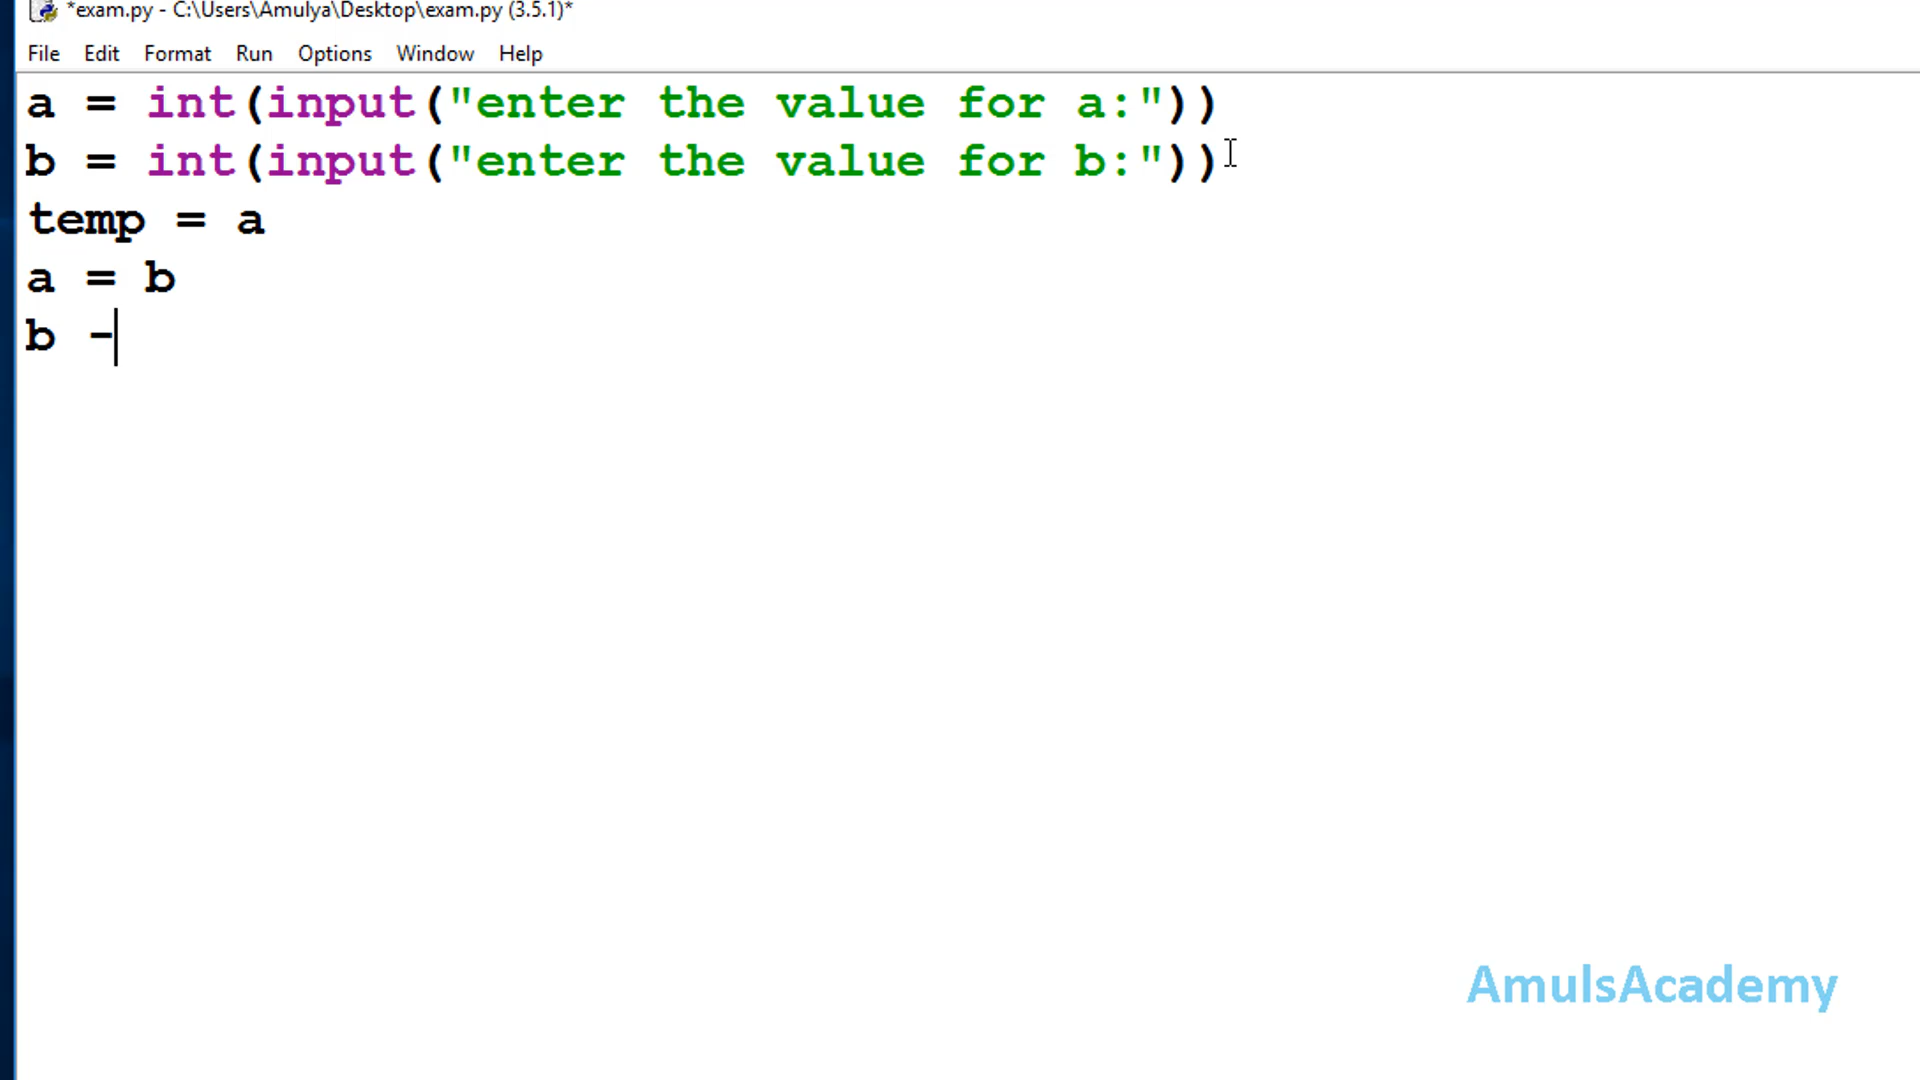 *exam.py - C:\Users\Amulya\Desktop\exam.py (3.5.1)*
File Edit Format Run Options Window Help
a = int(input("enter the value for a:"))
b = int(input("enter the value for b:"))
temp = a
a = b
b -
AmulsAcademy